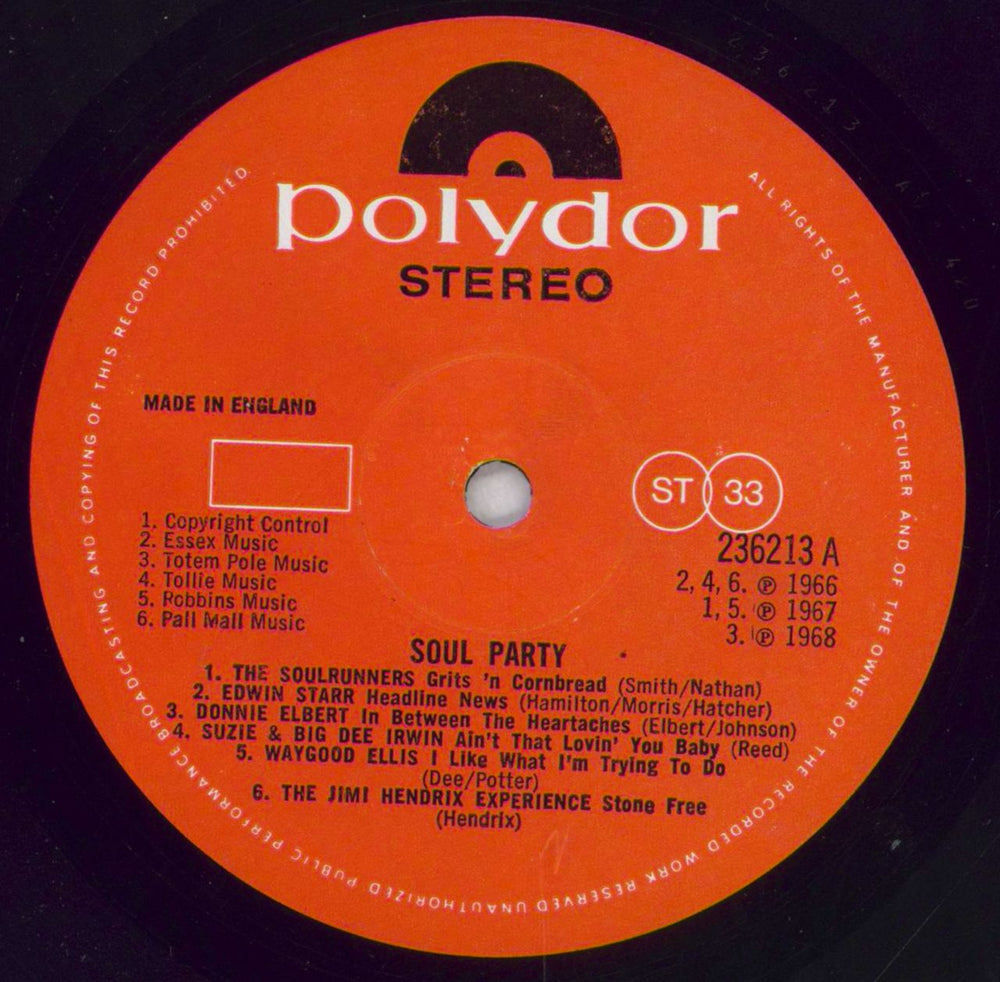 polydor
STEREO
ALL RIGHTS OF THE MANUFACTURER AND OF THE OWNER OF THE RECORDED WORK RESERVED UNAUTHORIZED PUBLIC PERFORMANCE BROADCASTING AND COPYING OF THIS RECORD PROHIBITED.
MADE IN ENGLAND
ST 33
236213 A
1. Copyright Control
2. Essex Music
3. Totem Pole Music
4. Tollie Music
5. Robbins Music
6. Pall Mall Music
2, 4, 6. ℗ 1966
1, 5. ℗ 1967
3. ℗ 1968
SOUL PARTY
1. THE SOULRUNNERS Grits 'n Cornbread (Smith/Nathan)
2. EDWIN STARR Headline News (Hamilton/Morris/Hatcher)
3. DONNIE ELBERT In Between The Heartaches (Elbert/Johnson)
4. SUZIE & BIG DEE IRWIN Ain't That Lovin' You Baby (Reed)
5. WAYGOOD ELLIS I Like What I'm Trying To Do
(Dee/Potter)
6. THE JIMI HENDRIX EXPERIENCE Stone Free
(Hendrix)